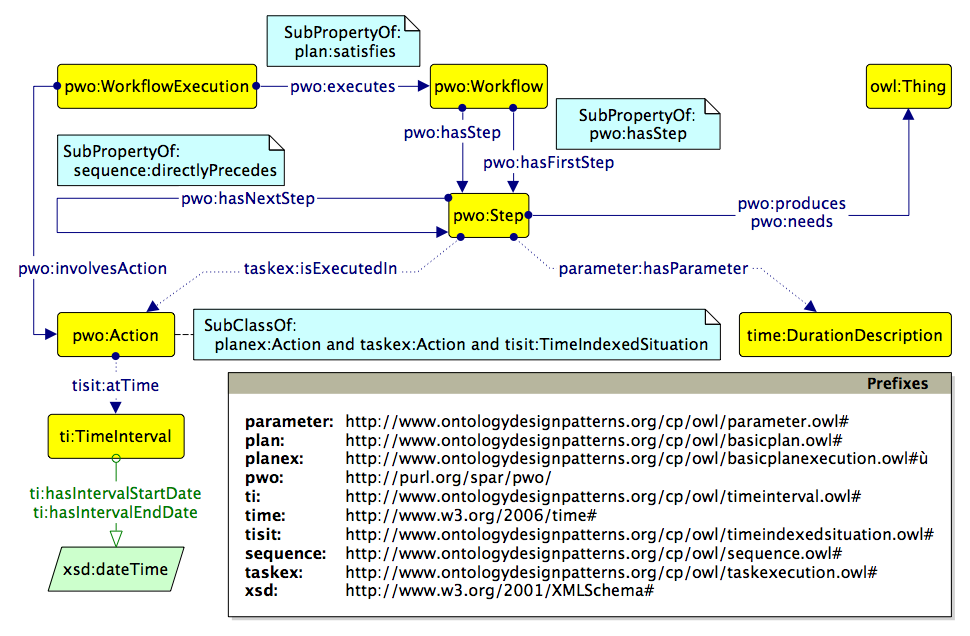 SubPropertyOf:
plan:satisfies
pwo:WorkflowExecution
pwo:executes
pwo:Workflow
owl:Thing
SubPropertyOf:
pwo:hasStep
pwo:hasStep
pwo:hasFirstStep
SubPropertyOf:
sequence:directlyPrecedes
pwo:hasNextStep
pwo:Step
pwo:produces
pwo:needs
pwo:involvesAction
taskex:isExecutedIn
parameter:hasParameter
pwo:Action
SubClassOf:
planex:Action and taskex:Action and tisit:TimeIndexedSituation
time:DurationDescription
tisit:atTime
ti:TimeInterval
ti:hasIntervalStartDate
ti:hasIntervalEndDate
xsd:dateTime
Prefixes
parameter: http://www.ontologydesignpatterns.org/cp/owl/parameter.owl#
plan: http://www.ontologydesignpatterns.org/cp/owl/basicplan.owl#
planex: http://www.ontologydesignpatterns.org/cp/owl/basicplanexecution.owl#ù
pwo: http://purl.org/spar/pwo/
ti: http://www.ontologydesignpatterns.org/cp/owl/timeinterval.owl#
time: http://www.w3.org/2006/time#
tisit: http://www.ontologydesignpatterns.org/cp/owl/timeindexedsituation.owl#
sequence: http://www.ontologydesignpatterns.org/cp/owl/sequence.owl#
taskex: http://www.ontologydesignpatterns.org/cp/owl/taskexecution.owl#
xsd: http://www.w3.org/2001/XMLSchema#